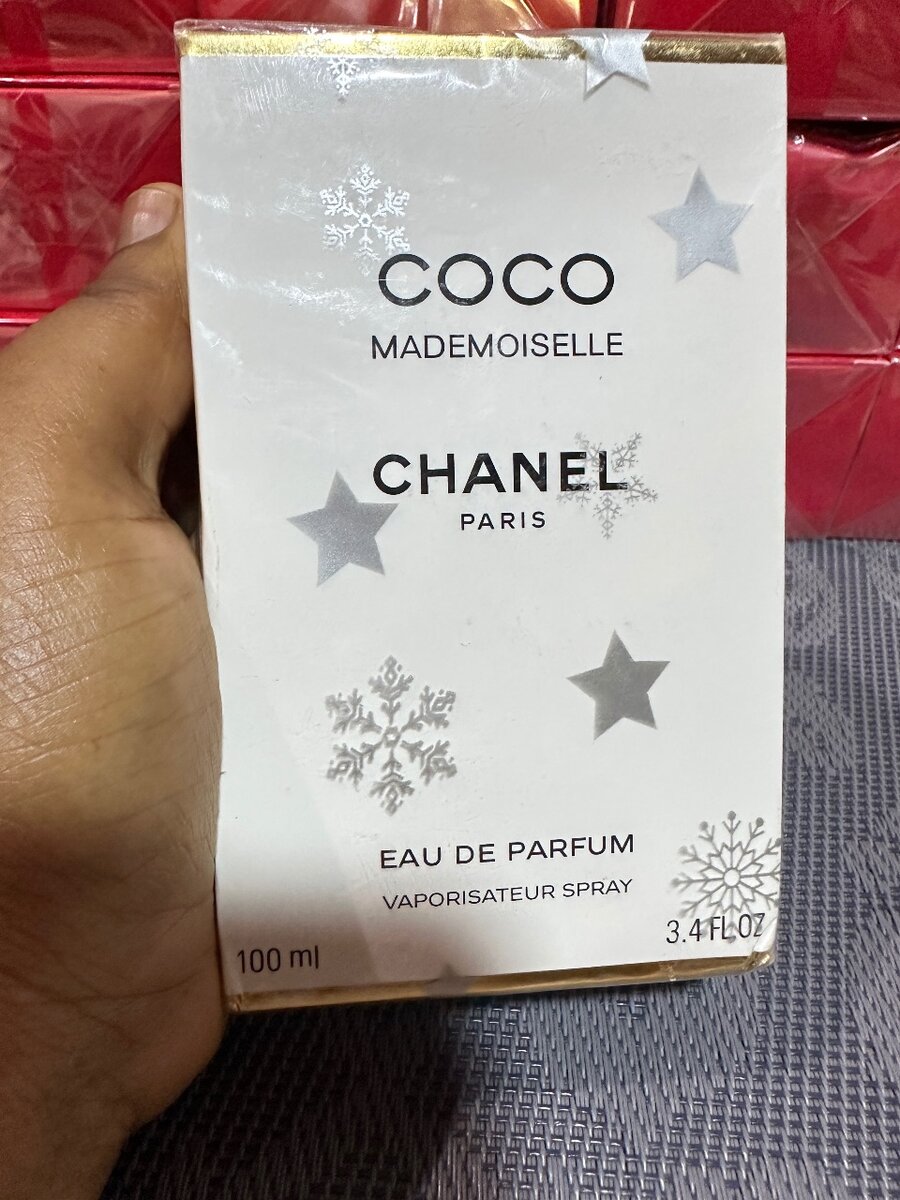 COCO
MADEMOISELLE
CHANEL
PARIS
EAU DE PARFUM
VAPORISATEUR SPRAY
100 ml
3.4 FL OZ